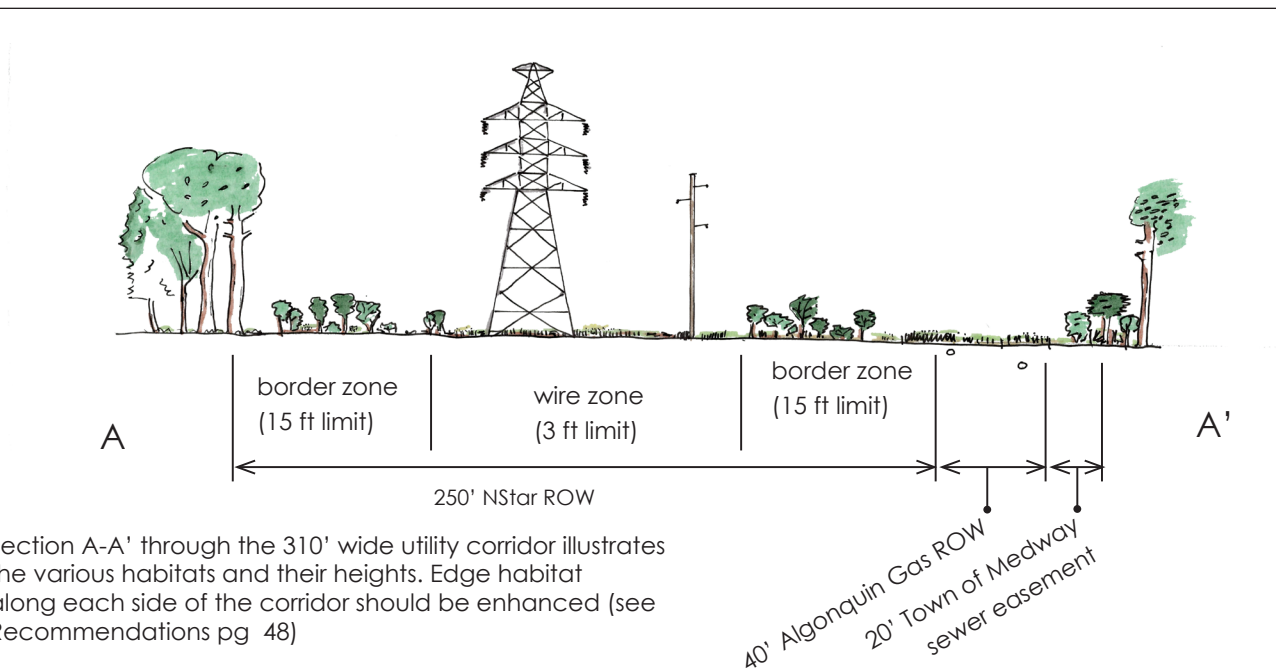 border zone
(15 ft limit)
wire zone
(3 ft limit)
border zone
(15 ft limit)
A
A'
250' NStar ROW
40' Algonquin Gas ROW
20' Town of Medway
sewer easement
ection A-A' through the 310' wide utility corridor illustrates
he various habitats and their heights. Edge habitat
along each side of the corridor should be enhanced (see
Recommendations pg 48)